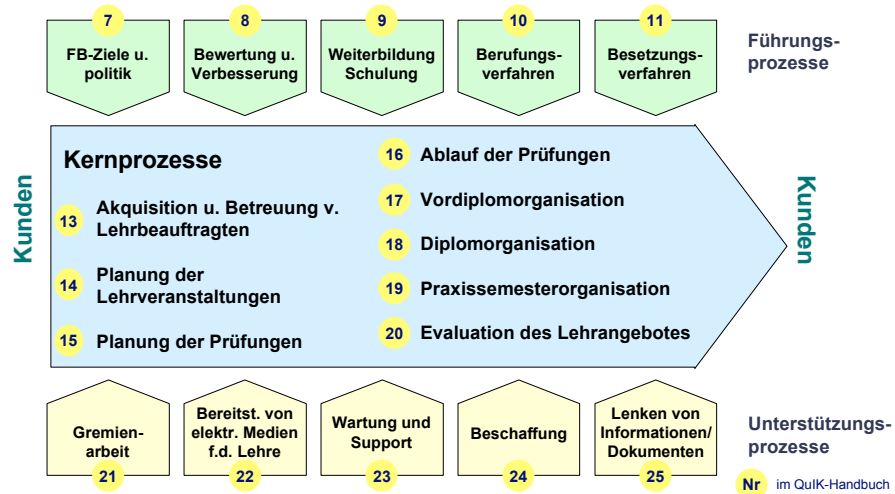 7
FB-Ziele u.
politik
8
Bewertung u.
Verbesserung
9
Weiterbildung
Schulung
10
Berufungs-
verfahren
11
Besetzungs-
verfahren
Führungs-
prozesse
Kunden
Kernprozesse
13
Akquisition u. Betreuung v.
Lehrbeauftragten
14
Planung der
Lehrveranstaltungen
15
Planung der Prüfungen
16
Ablauf der Prüfungen
17
Vordiplomorganisation
18
Diplomorganisation
19
Praxissemesterorganisation
20
Evaluation des Lehrangebotes
Kunden
Gremien-
arbeit
21
Bereitst. von
elektr. Medien
f.d. Lehre
22
Wartung und
Support
23
Beschaffung
24
Lenken von
Informationen/
Dokumenten
25
Unterstützungs-
prozesse
Nr im QuIK-Handbuch